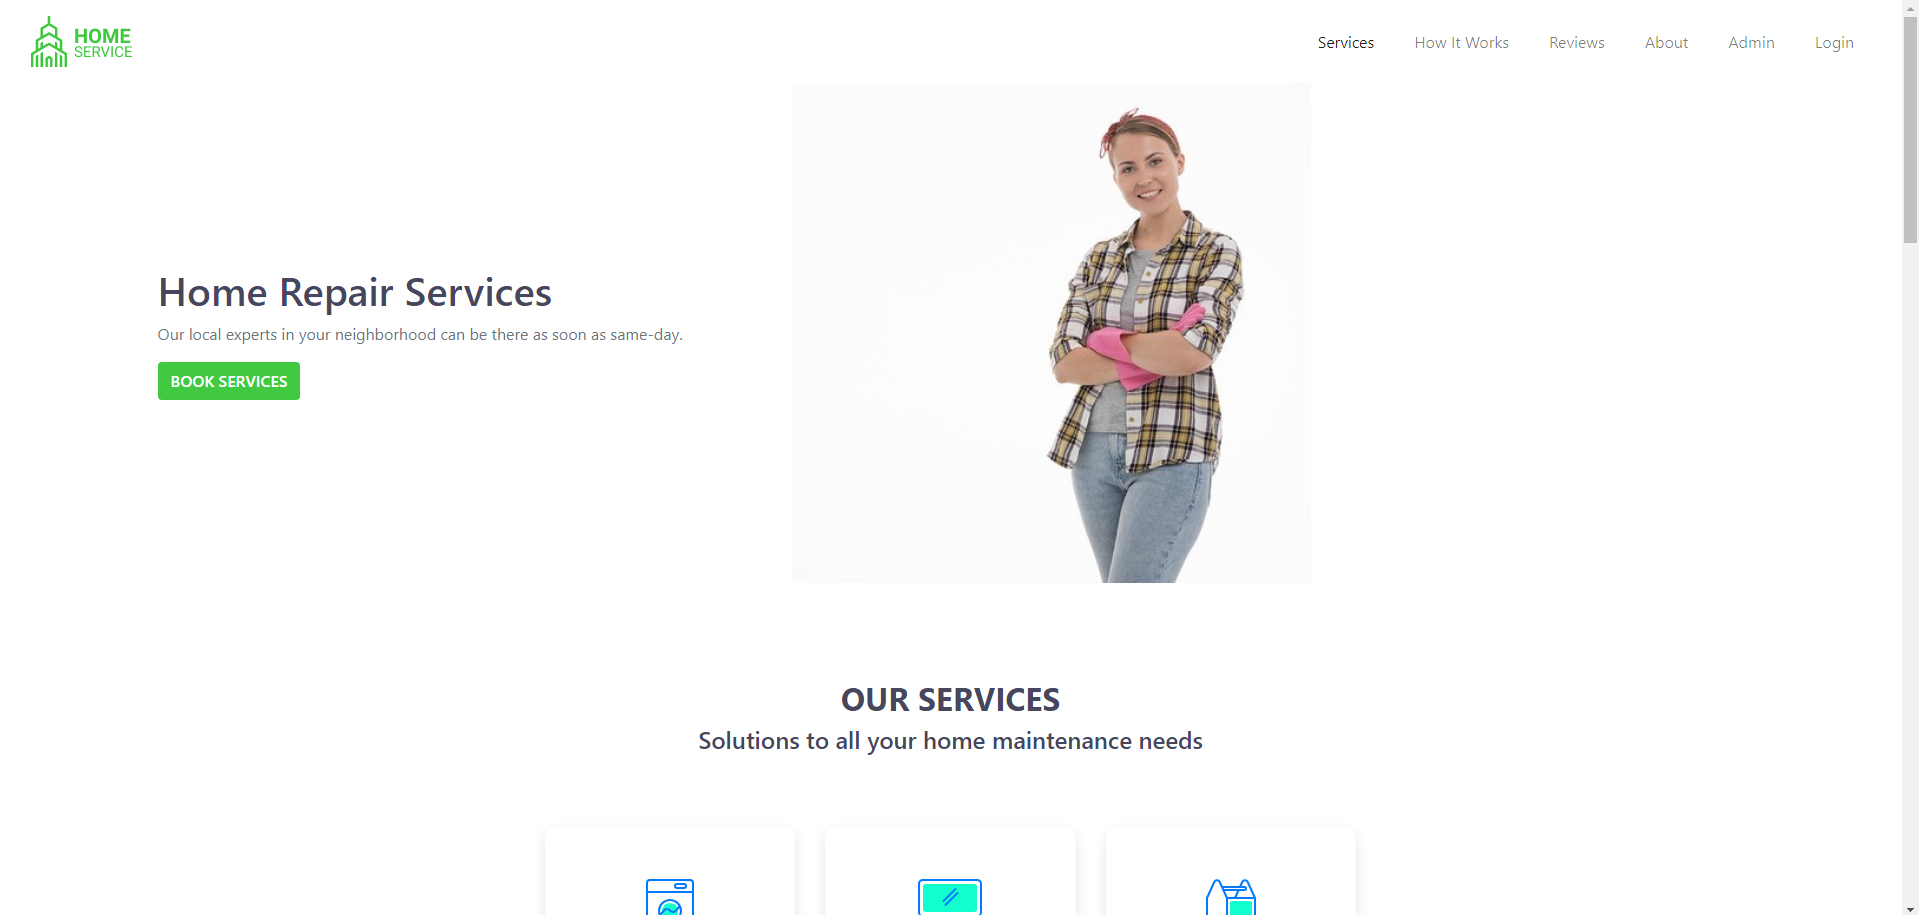 HOME
SERVICE
Services
How It Works
Reviews
About
Admin
Login
Home Repair Services
Our local experts in your neighborhood can be there as soon as same-day.
BOOK SERVICES
OUR SERVICES
Solutions to all your home maintenance needs